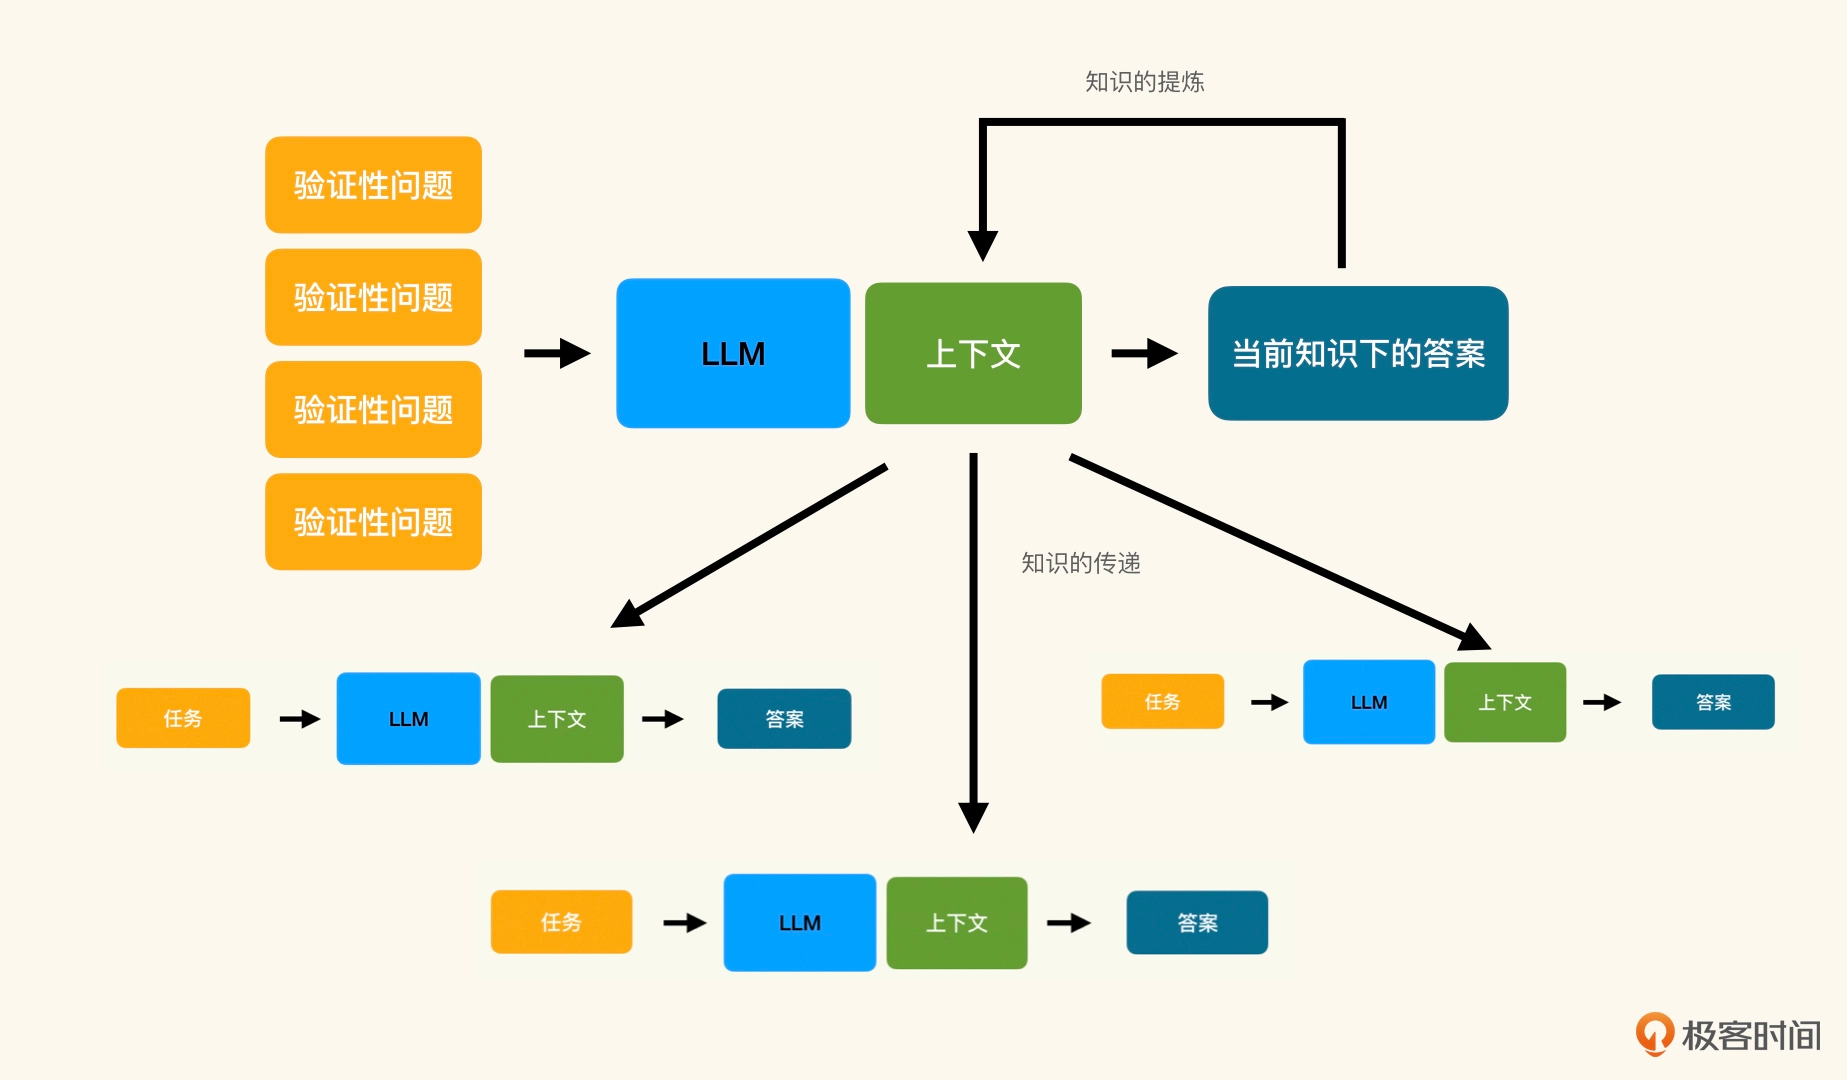 知识的提炼
验证性问题
验证性问题
验证性问题
验证性问题
LLM
上下文
当前知识下的答案
知识的传递
任务
LLM
上下文
答案
任务
LLM
上下文
答案
任务
LLM
上下文
答案
极客时间